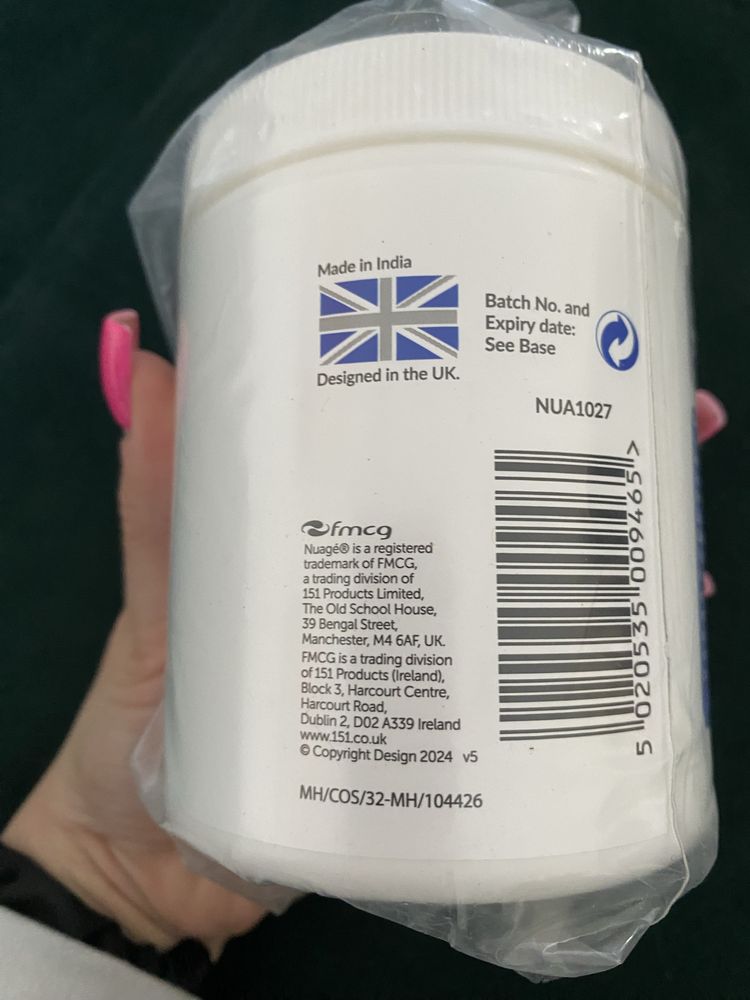 Made in India
Designed in the UK.
Batch No. and
Expiry date:
See Base
NUA1027
5 020535 009465 >
fmcg
Nuagé® is a registered
trademark of FMCG,
a trading division of
151 Products Limited,
The Old School House,
39 Bengal Street,
Manchester, M4 6AF, UK.
FMCG is a trading division
of 151 Products (Ireland),
Block 3, Harcourt Centre,
Harcourt Road,
Dublin 2, D02 A339 Ireland
www.151.co.uk
© Copyright Design 2024 v5
MH/COS/32-MH/104426